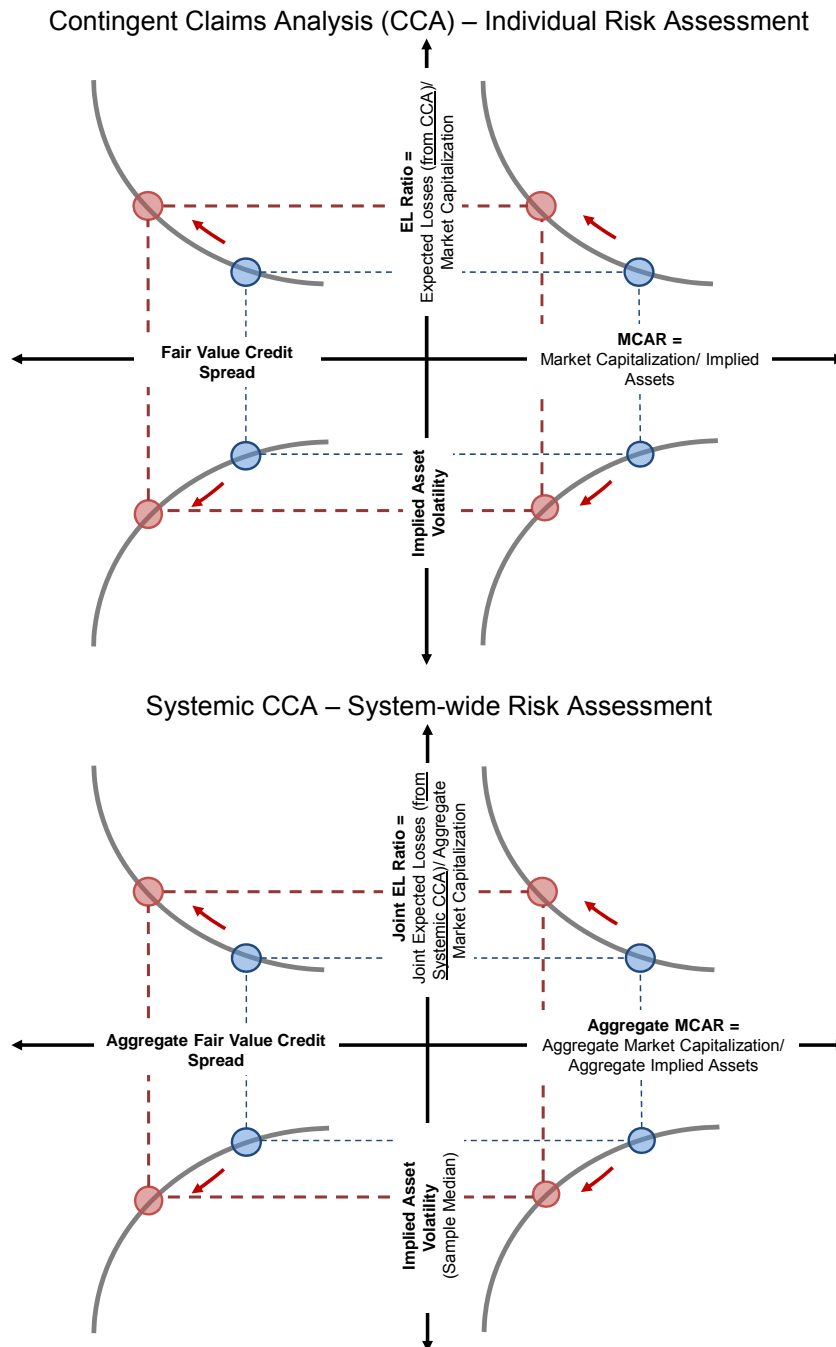 Contingent Claims Analysis (CCA) – Individual Risk Assessment
EL Ratio =
Expected Losses (from CCA)/
Market Capitalization
Fair Value Credit
Spread
MCAR =
Market Capitalization/ Implied
Assets
Implied Asset
Volatility
Systemic CCA – System-wide Risk Assessment
Joint EL Ratio =
Joint Expected Losses (from
Systemic CCA)/ Aggregate
Market Capitalization
Aggregate Fair Value Credit
Spread
Aggregate MCAR =
Aggregate Market Capitalization/
Aggregate Implied Assets
Implied Asset
Volatility
(Sample Median)